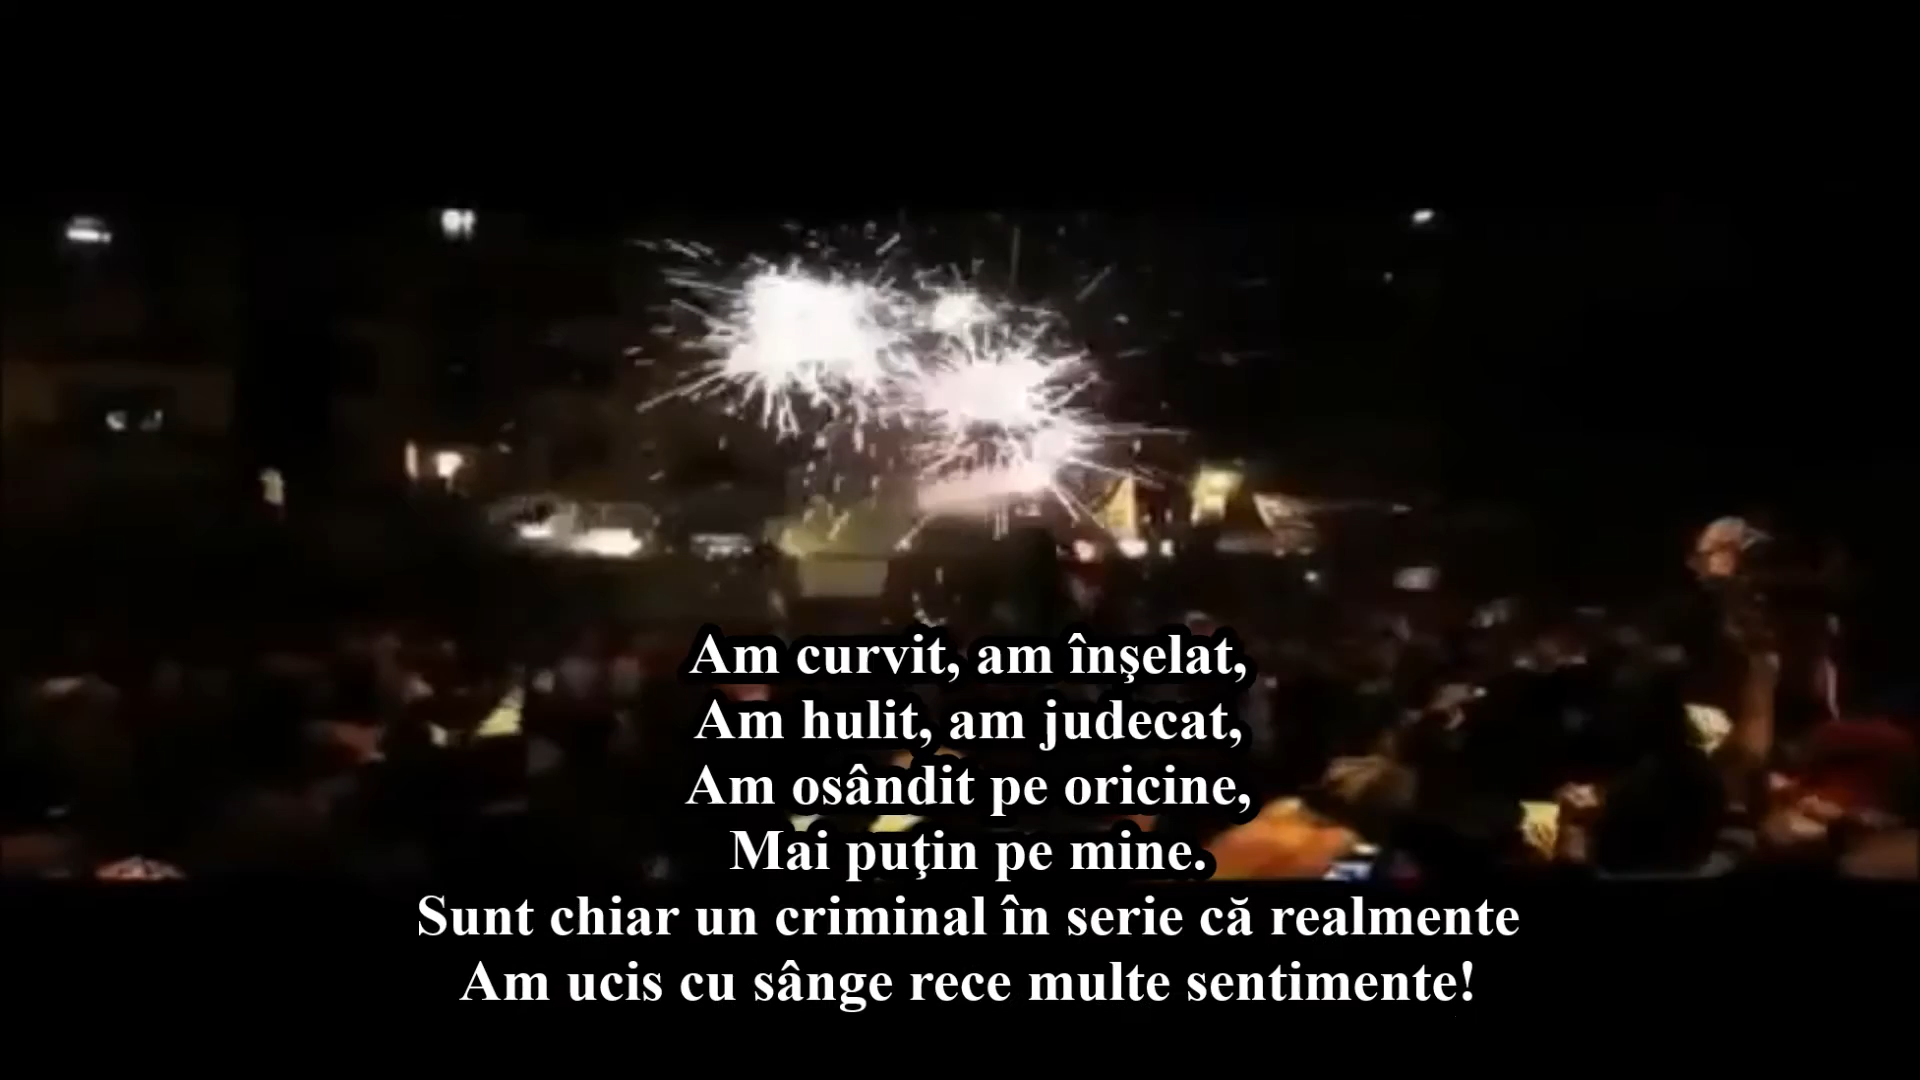 Am curvit, am înşelat,
Am hulit, am judecat,
Am osândit pe oricine,
Mai puţin pe mine.
Sunt chiar un criminal în serie că realmente
Am ucis cu sânge rece multe sentimente!